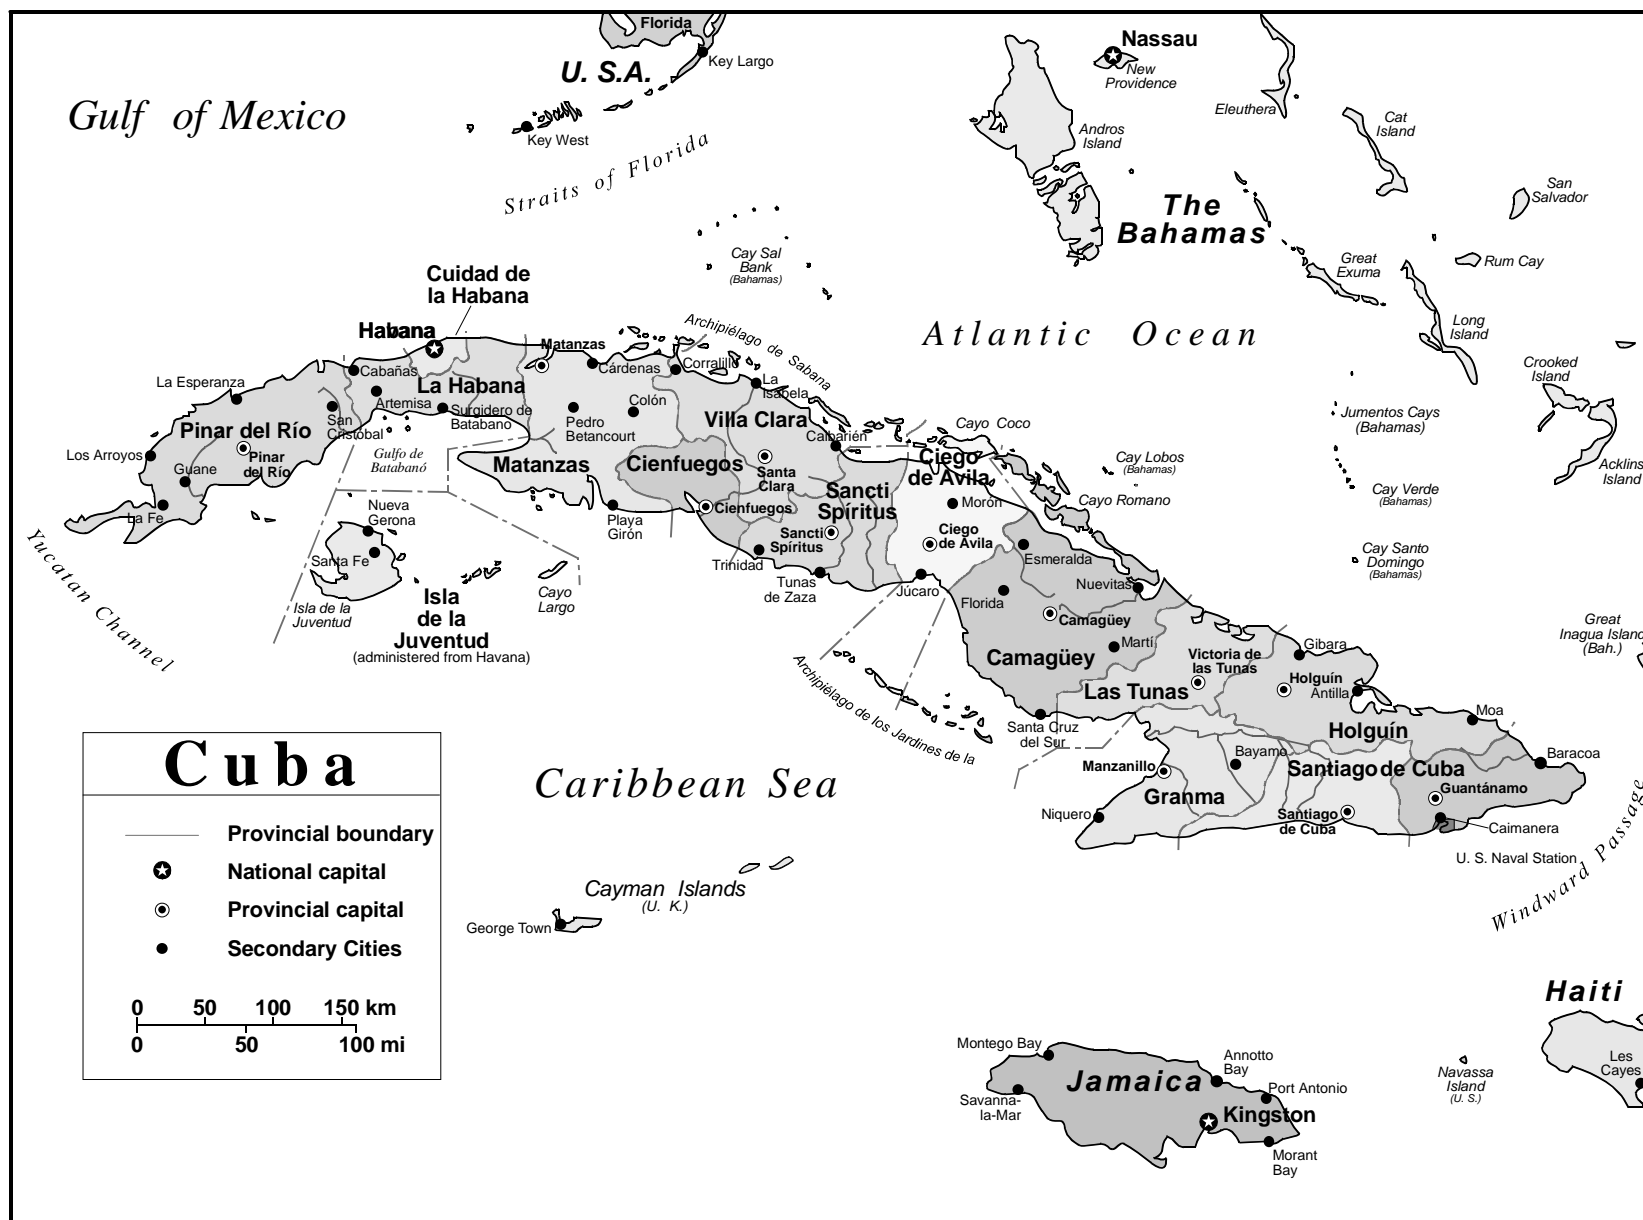 Florida
U. S.A.
Key Largo
Key West
Gulf of Mexico
Straits of Florida
Nassau
New
Providence
Eleuthera
Andros
Island
Cat
Island
San
Salvador
The
Bahamas
Great
Exuma
Rum Cay
Long
Island
Crooked
Island
Acklins
Island
Cay Sal
Bank
(Bahamas)
Atlantic Ocean
Jumentos Cays
(Bahamas)
Cay Lobos
(Bahamas)
Cay Verde
(Bahamas)
Cay Santo
Domingo
(Bahamas)
Great
Inagua Island
(Bah.)
Cuidad de
la Habana
Habana
Archipiélago de Sabana
Matanzas
Cárdenas
Corralillo
La
Isabela
Cabañas
La Habana
La Esperanza
Artemisa
Surgidero de
Batabano
San
Cristobal
Pinar del Río
Pinar
del Río
Los Arroyos
Guane
La Fe
Gulfo de
Batabanó
Colón
Pedro
Betancourt
Matanzas
Villa Clara
Caibarién
Cienfuegos
Santa
Clara
Cienfuegos
Playa
Girón
Sancti
Spíritus
Sancti
Spíritus
Trinidad
Tunas
de Zaza
Cayo Coco
Ciego
de Avila
Morón
Ciego
de Avila
Júcaro
Cayo Romano
Esmeralda
Nuevitas
Florida
Camagüey
Martí
Camagüey
Nueva
Gerona
Santa Fe
Isla de la
Juventud
Isla
de la
Juventud
(administered from Havana)
Cayo
Largo
Yucatan Channel
Archipiélago de los Jardines de la
Santa Cruz
del Sur
Las Tunas
Victoria de
las Tunas
Gibara
Holguín
Antilla
Holguín
Moa
Baracoa
Manzanillo
Bayamo
Santiago de Cuba
Granma
Niquero
Guantánamo
Santiago
de Cuba
Caimanera
U. S. Naval Station
Windward Passage
Caribbean Sea
Cayman Islands
(U. K.)
George Town
Cuba
Provincial boundary
National capital
Provincial capital
Secondary Cities
0 50 100 150 km
0 50 100 mi
Haiti
Les
Cayes
Navassa
Island
(U. S.)
Montego Bay
Annotto
Bay
Port Antonio
Jamaica
Savanna-
la-Mar
Kingston
Morant
Bay